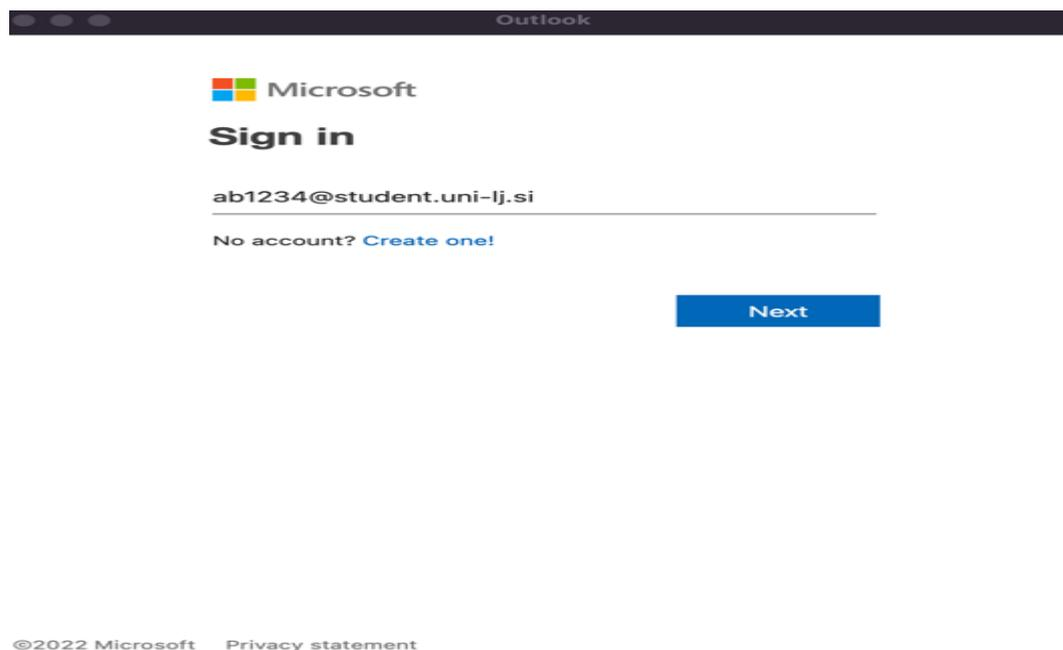 Outlook
Microsoft
Sign in
ab1234@student.uni-lj.si
No account? Create one!
Next
©2022 Microsoft Privacy statement